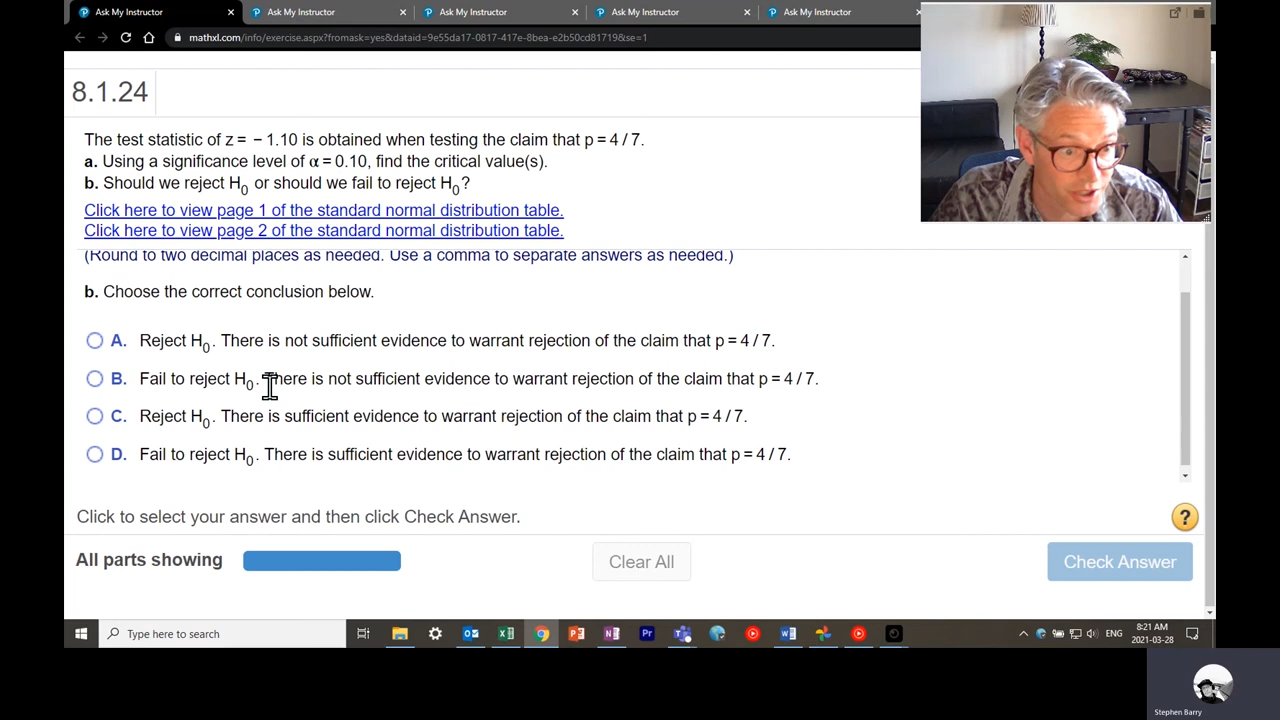 Ask My Instructor
Ask My Instructor
Ask My Instructor
Ask My Instructor
Ask My Instructor
mathxl.com/info/exercise.aspx?fromask=yes&dataid=9e55da17-0817-417e-8bea-e2b50cd81719&se=1
8.1.24
The test statistic of z = − 1.10 is obtained when testing the claim that p = 4 / 7.
a. Using a significance level of α = 0.10, find the critical value(s).
b. Should we reject H0 or should we fail to reject H0?
Click here to view page 1 of the standard normal distribution table.
Click here to view page 2 of the standard normal distribution table.
(Round to two decimal places as needed. Use a comma to separate answers as needed.)
b. Choose the correct conclusion below.
A. Reject H0. There is not sufficient evidence to warrant rejection of the claim that p = 4 / 7.
B. Fail to reject H0. There is not sufficient evidence to warrant rejection of the claim that p = 4 / 7.
C. Reject H0. There is sufficient evidence to warrant rejection of the claim that p = 4 / 7.
D. Fail to reject H0. There is sufficient evidence to warrant rejection of the claim that p = 4 / 7.
Click to select your answer and then click Check Answer.
?
All parts showing
Clear All
Check Answer
Type here to search
ENG
8:21 AM
2021-03-28
Stephen Barry